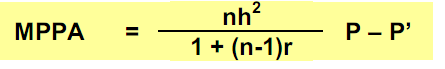 MPPA = nh² / 1 + (n-1)r P – P’